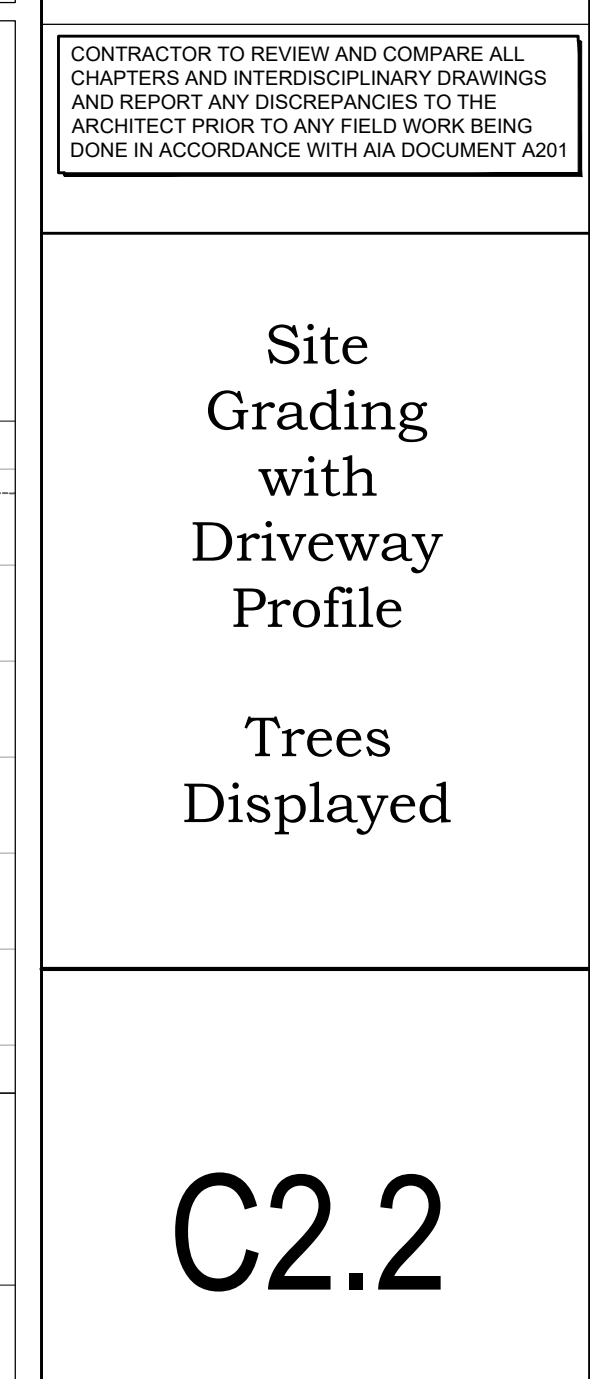 CONTRACTOR TO REVIEW AND COMPARE ALL
CHAPTERS AND INTERDISCIPLINARY DRAWINGS
AND REPORT ANY DISCREPANCIES TO THE
ARCHITECT PRIOR TO ANY FIELD WORK BEING
DONE IN ACCORDANCE WITH AIA DOCUMENT A201
Site
Grading
with
Driveway
Profile
Trees
Displayed
C2.2